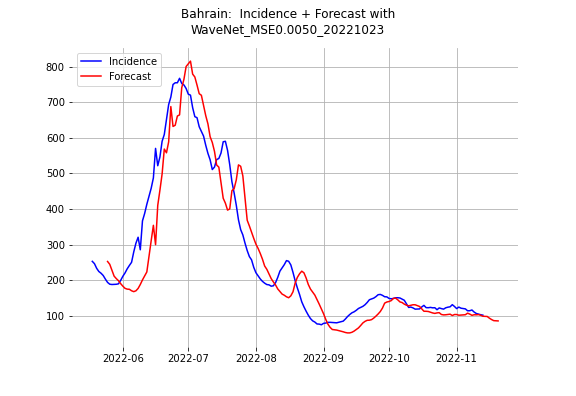 Bahrain:  Incidence + Forecast with
WaveNet_MSE0.0050_20221023
Incidence
Forecast
800
700
600
500
400
300
200
100
2022-06 2022-07 2022-08 2022-09 2022-10 2022-11